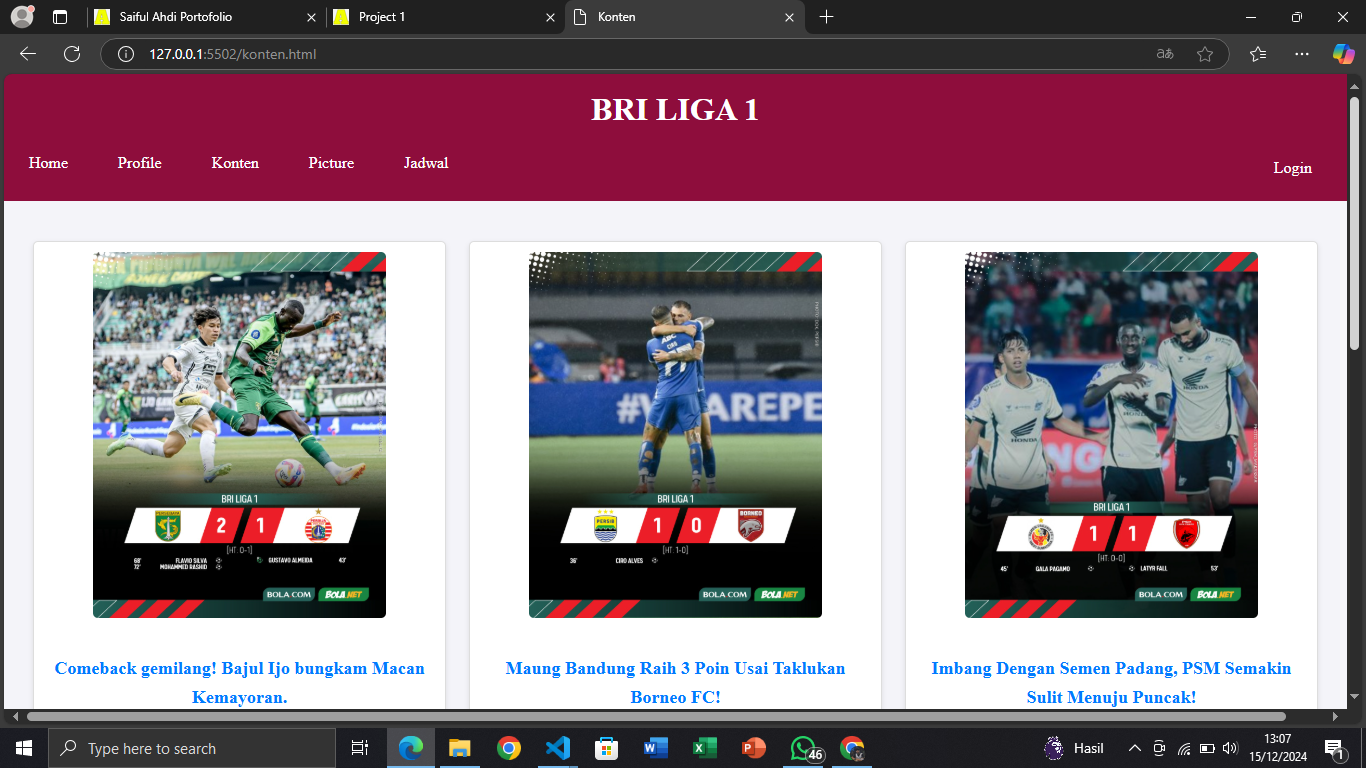 Saiful Ahdi Portofolio
Project 1
Konten
127.0.0.1:5502/konten.html
BRI LIGA 1
Home
Profile
Konten
Picture
Jadwal
Login
BRI LIGA 1
2 1
[HT. 0-1]
68' FLAVIO SILVA
72' MOHAMMED RASHID
GUSTAVO ALMEIDA 43'
BOLA.COM BOLA.NET
Comeback gemilang! Bajul Ijo bungkam Macan
Kemayoran.
ABC
CIRO
77
BRI LIGA 1
PERSIB
1 0
BORNEO
[HT. 1-0]
36' CIRO ALVES
BOLA.COM BOLA.NET
Maung Bandung Raih 3 Poin Usai Taklukan
Borneo FC!
HONDA
HONDA
HONDA
BRI LIGA 1
1 1
[HT. 0-0]
45' GALA PAGAMO
LATYR FALL 53'
BOLA.COM BOLA.NET
Imbang Dengan Semen Padang, PSM Semakin
Sulit Menuju Puncak!
Type here to search
46
Hasil
13:07
15/12/2024
1